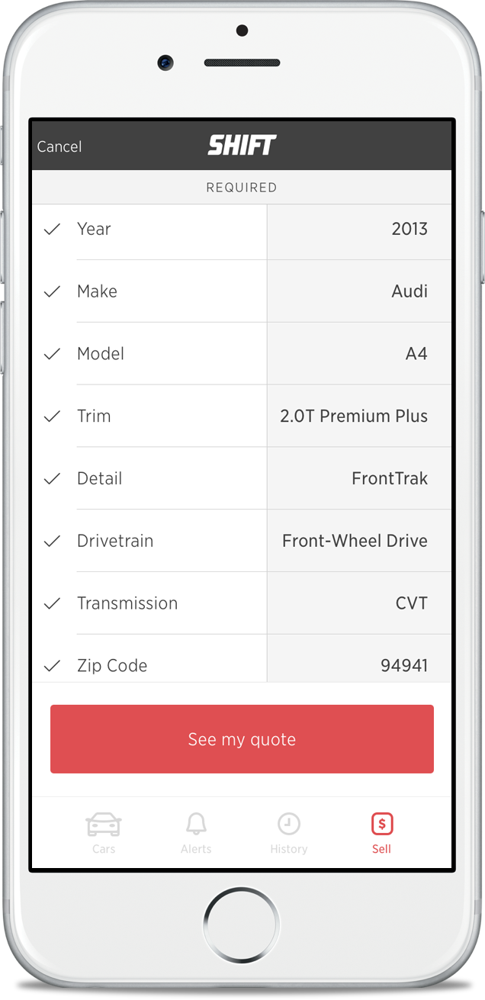 Cancel SHIFT
REQUIRED
Year 2013
Make Audi
Model A4
Trim 2.0T Premium Plus
Detail FrontTrak
Drivetrain Front-Wheel Drive
Transmission CVT
Zip Code 94941
See my quote
$
Cars Alerts History Sell